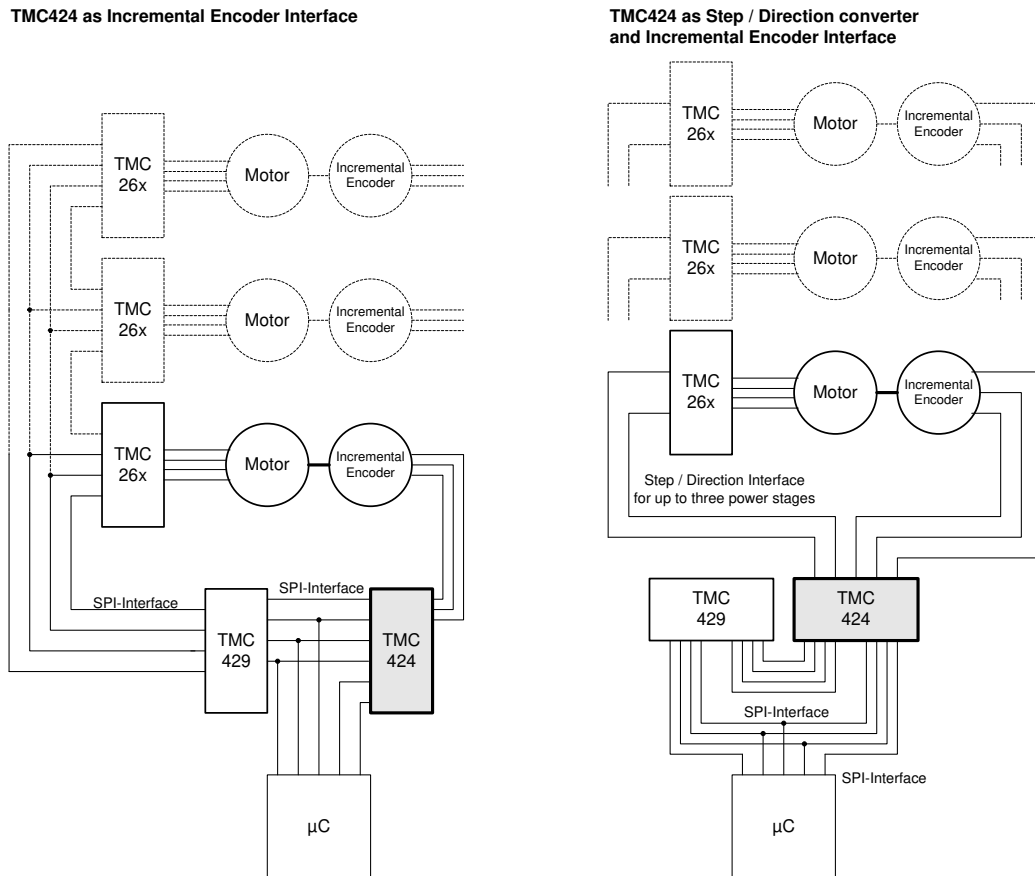 TMC424 as Incremental Encoder Interface
TMC
26x
Motor
Incremental
Encoder
TMC
26x
Motor
Incremental
Encoder
TMC
26x
Motor
Incremental
Encoder
SPI-Interface
SPI-Interface
TMC
429
TMC
424
µC
TMC424 as Step / Direction converter
and Incremental Encoder Interface
TMC
26x
Motor
Incremental
Encoder
TMC
26x
Motor
Incremental
Encoder
TMC
26x
Motor
Incremental
Encoder
Step / Direction Interface
for up to three power stages
TMC
429
TMC
424
SPI-Interface
SPI-Interface
µC